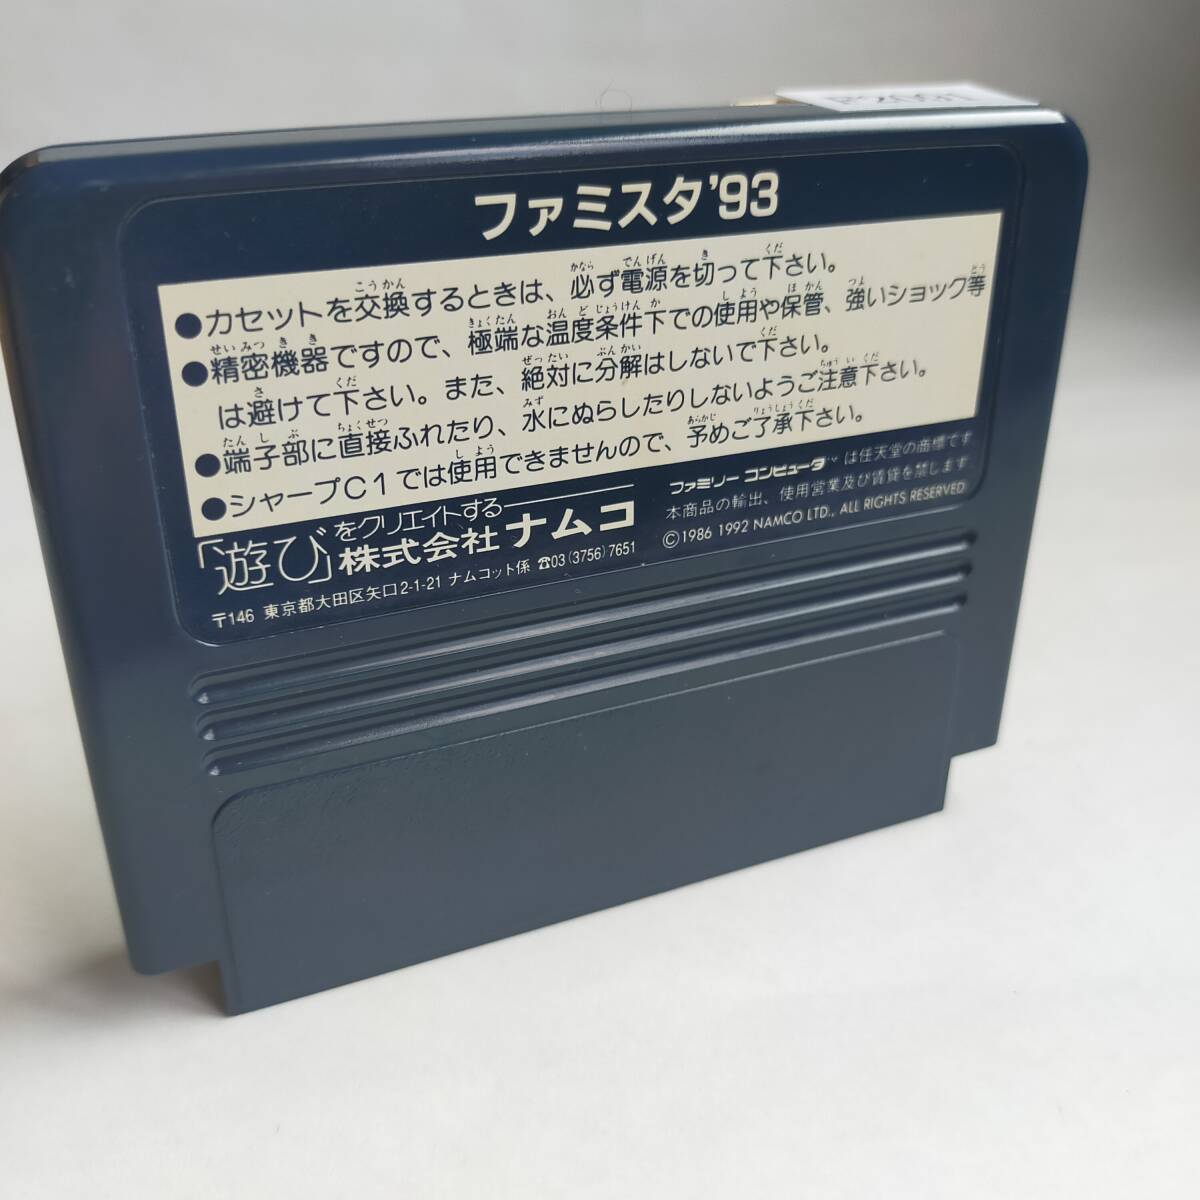 ファミスタ'93
●カセットを交換するときは、必ず電源を切って下さい。
●精密機器ですので、極端な温度条件下での使用や保管、強いショック等
は避けて下さい。また、絶対に分解はしないで下さい。
●端子部に直接ふれたり、水にぬらしたりしないようご注意下さい。
●シャープC1では使用できませんので、予めご了承下さい。
「遊び」をクリエイトする
株式会社ナムコ
〒146 東京都大田区矢口2-1-21 ナムコット係 ☎03(3756)7651
ファミリーコンピュータ™は任天堂の商標です
本商品の輸出、使用営業及び賃貸を禁じます。
©1986 1992 NAMCO LTD., ALL RIGHTS RESERVED